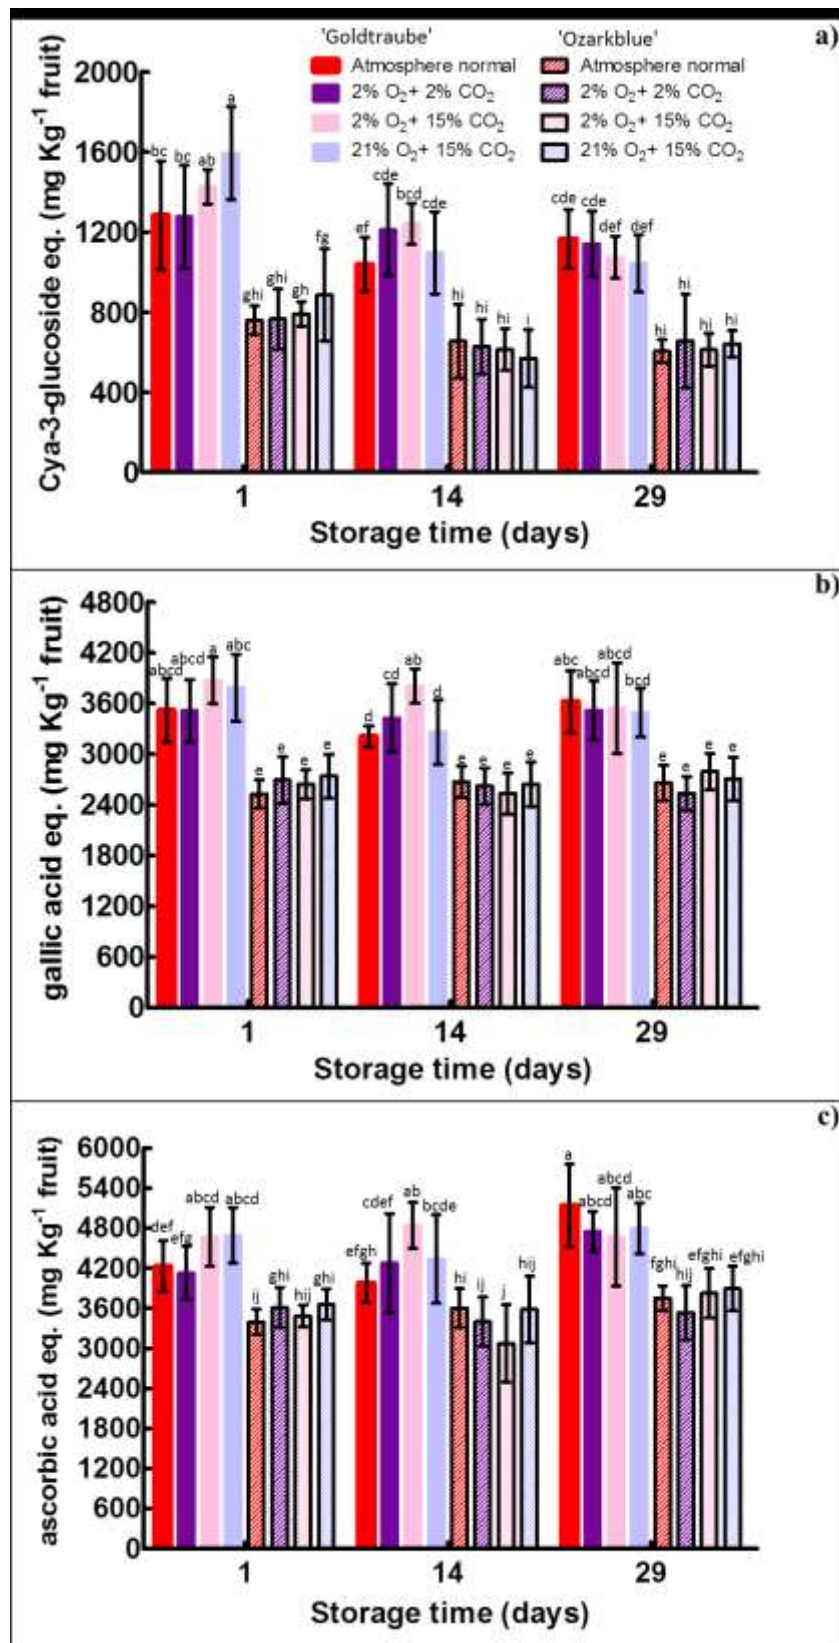 'Goldtraube' 'Ozarkblue' a)
Atmosphere normal Atmosphere normal
2% O₂+ 2% CO₂ 2% O₂+ 2% CO₂
2% O₂+ 15% CO₂ 2% O₂+ 15% CO₂
21% O₂+ 15% CO₂ 21% O₂+ 15% CO₂
Cya-3-glucoside eq. (mg Kg⁻¹ fruit)
2000
1600
1200
800
400
0
bc bc ab a ghi ghi gh fg
ef cde bcd cde hi hi hi i
cde cde def def hi hi hi hi
1 14 29
Storage time (days)
b)
gallic acid eq. (mg Kg⁻¹ fruit)
4800
4200
3600
3000
2400
1800
1200
600
0
abcd abcd a abc e e e e
d cd ab d e e e e
abc abcd abcd bcd e e e e
1 14 29
Storage time (days)
c)
ascorbic acid eq. (mg Kg⁻¹ fruit)
6000
5400
4800
4200
3600
3000
2400
1800
1200
600
0
def efg abcd abcd ij ghi hij ghi
efgh cdef ab bcde hi ij j hij
a abcd abcd abc fghi hij efghi efghi
1 14 29
Storage time (days)